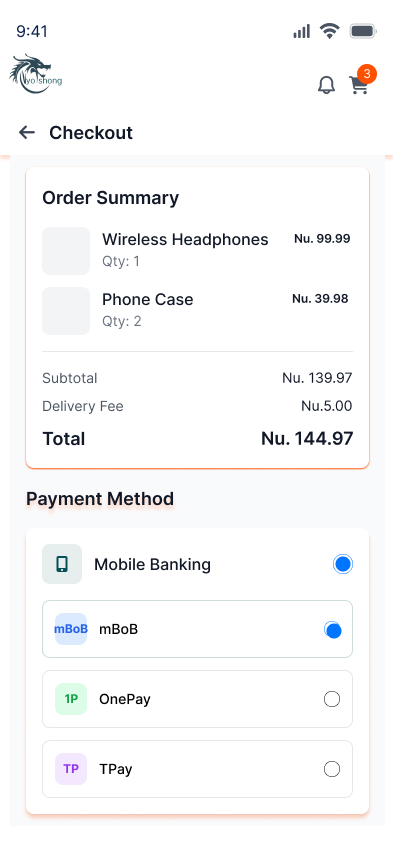 9:41
yo shong
3
Checkout
Order Summary
Wireless Headphones Nu. 99.99
Qty: 1
Phone Case Nu. 39.98
Qty: 2
Subtotal Nu. 139.97
Delivery Fee Nu.5.00
Total Nu. 144.97
Payment Method
Mobile Banking
mBoB mBoB
1P OnePay
TP TPay